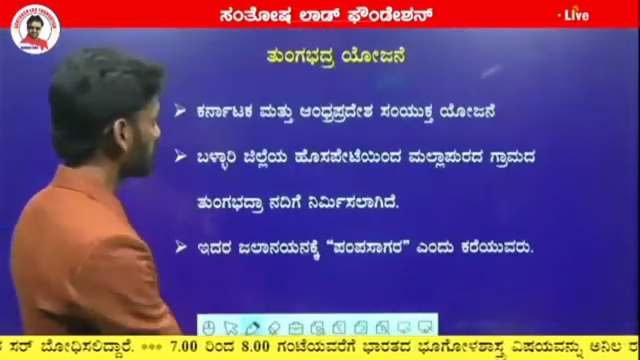 ಸಂತೋಷ ಲಾಡ್ ಫೌಂಡೇಶನ್
Live
ತುಂಗಭದ್ರ ಯೋಜನೆ
➢ ಕರ್ನಾಟಕ ಮತ್ತು ಆಂಧ್ರಪ್ರದೇಶ ಸಂಯುಕ್ತ ಯೋಜನೆ
➢ ಬಳ್ಳಾರಿ ಜಿಲ್ಲೆಯ ಹೊಸಪೇಟೆಯಿಂದ ಮಲ್ಲಾಪುರದ ಗ್ರಾಮದ
ತುಂಗಭದ್ರಾ ನದಿಗೆ ನಿರ್ಮಿಸಲಾಗಿದೆ.
➢ ಇದರ ಜಲಾನಯನಕ್ಕೆ “ಪಂಪಸಾಗರ” ಎಂದು ಕರೆಯುವರು.
ಸರ್ ಬೋಧಿಸಲಿದ್ದಾರೆ. *** 7.00 ರಿಂದ 8.00 ಗಂಟೆಯವರೆಗೆ ಭಾರತದ ಭೂಗೋಳಶಾಸ್ತ್ರ ವಿಷಯವನ್ನು ಅನಿಲ